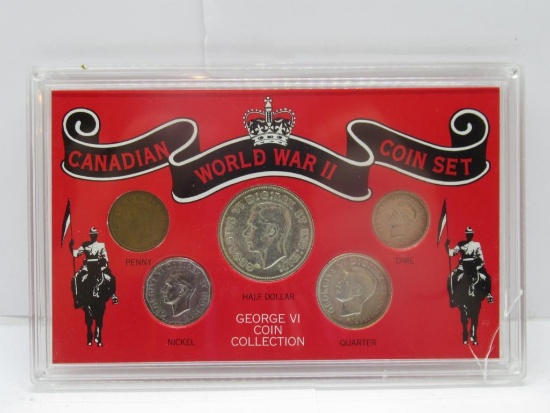 CANADIAN WORLD WAR II COIN SET
PENNY
DIME
HALF DOLLAR
NICKEL
GEORGE VI
COIN
COLLECTION
QUARTER